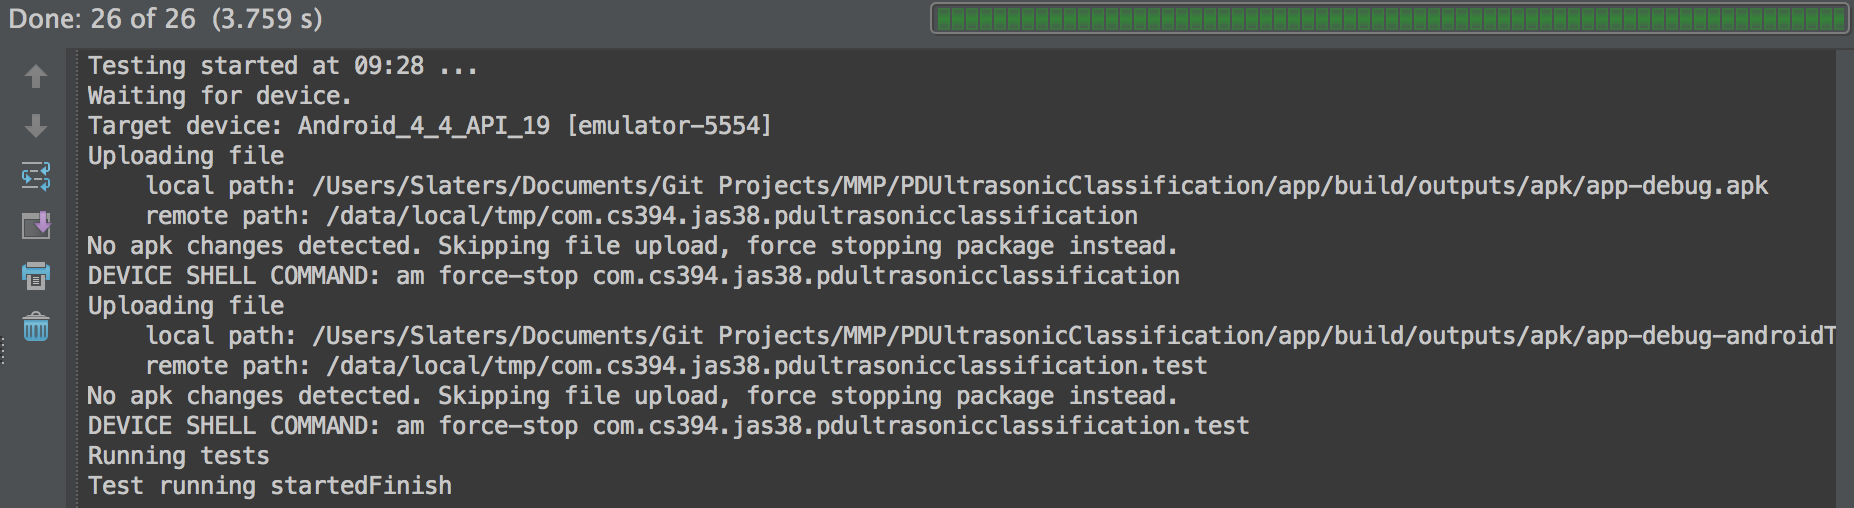 Done: 26 of 26 (3.759 s)
Testing started at 09:28 ...
Waiting for device.
Target device: Android_4_4_API_19 [emulator-5554]
Uploading file
local path: /Users/Slaters/Documents/Git Projects/MMP/PDUltrasonicClassification/app/build/outputs/apk/app-debug.apk
remote path: /data/local/tmp/com.cs394.jas38.pdultrasonicclassification
No apk changes detected. Skipping file upload, force stopping package instead.
DEVICE SHELL COMMAND: am force-stop com.cs394.jas38.pdultrasonicclassification
Uploading file
local path: /Users/Slaters/Documents/Git Projects/MMP/PDUltrasonicClassification/app/build/outputs/apk/app-debug-androidT
remote path: /data/local/tmp/com.cs394.jas38.pdultrasonicclassification.test
No apk changes detected. Skipping file upload, force stopping package instead.
DEVICE SHELL COMMAND: am force-stop com.cs394.jas38.pdultrasonicclassification.test
Running tests
Test running startedFinish